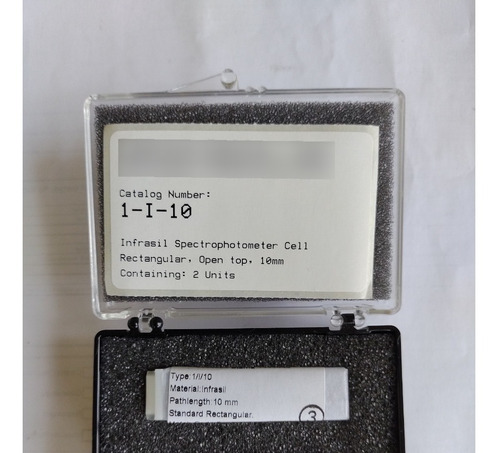 Catalog Number:
1-I-10
Infrasil Spectrophotometer Cell
Rectangular, Open top, 10mm
Containing: 2 Units
Type:1/I/10
Material:Infrasil
Pathlength:10 mm
Standard Rectangular.
3